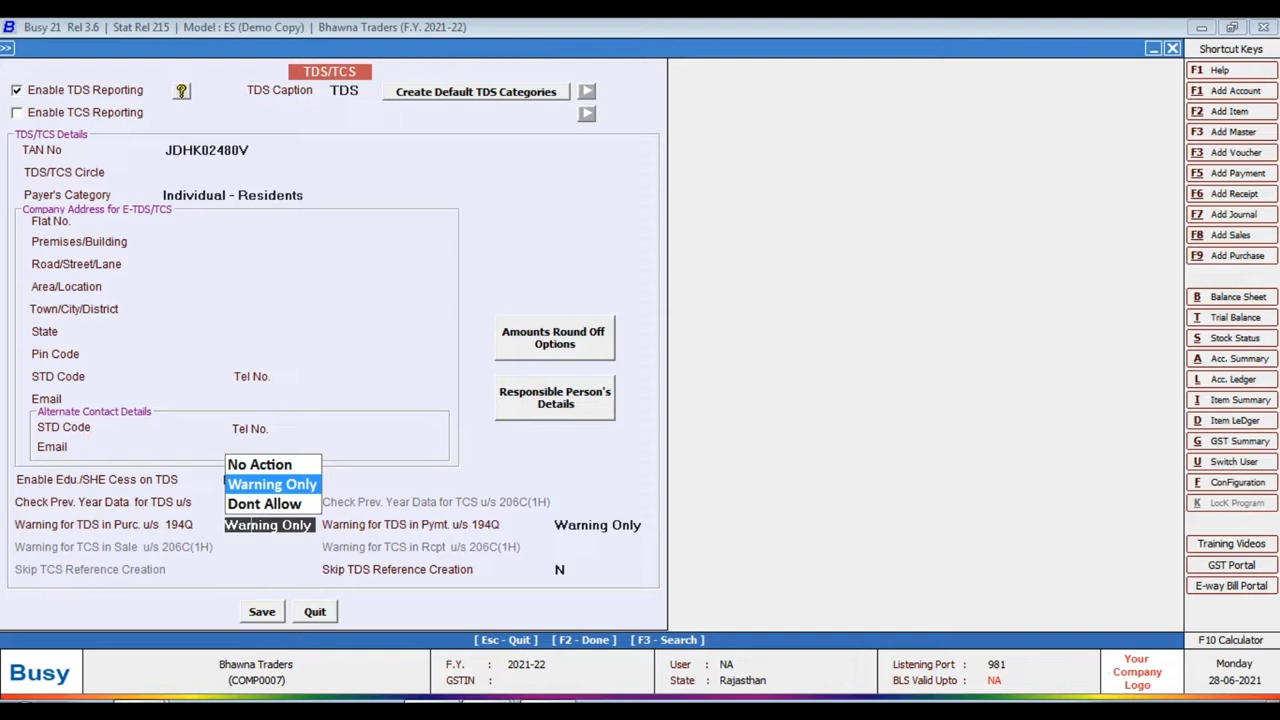 B Busy 21 Rel 3.6 | Stat Rel 215 | Model : ES (Demo Copy) | Bhawna Traders (F.Y. 2021-22)
>>
Shortcut Keys
TDS/TCS
Enable TDS Reporting ? TDS Caption TDS Create Default TDS Categories
Enable TCS Reporting
TDS/TCS Details
TAN No JDHK02480V
TDS/TCS Circle
Payer's Category Individual - Residents
Company Address for E-TDS/TCS
Flat No.
Premises/Building
Road/Street/Lane
Area/Location
Town/City/District
State
Pin Code
STD Code Tel No.
Email
Alternate Contact Details
STD Code Tel No.
Email
Amounts Round Off
Options
Responsible Person's
Details
Enable Edu./SHE Cess on TDS
No Action
Warning Only
Dont Allow
Check Prev. Year Data for TDS u/s Check Prev. Year Data for TCS u/s 206C(1H)
Warning for TDS in Purc. u/s 194Q Warning Only Warning for TDS in Pymt. u/s 194Q Warning Only
Warning for TCS in Sale u/s 206C(1H) Warning for TCS in Rcpt u/s 206C(1H)
Skip TCS Reference Creation Skip TDS Reference Creation N
Save Quit
F1 Help
F1 Add Account
F2 Add Item
F3 Add Master
F3 Add Voucher
F5 Add Payment
F6 Add Receipt
F7 Add Journal
F8 Add Sales
F9 Add Purchase
B Balance Sheet
T Trial Balance
S Stock Status
A Acc. Summary
L Acc. Ledger
I Item Summary
D Item LeDger
G GST Summary
U Switch User
F ConFiguration
K LocK Program
Training Videos
GST Portal
E-way Bill Portal
[ Esc - Quit ] [ F2 - Done ] [ F3 - Search ]
F10 Calculator
Busy
Bhawna Traders
(COMP0007)
F.Y. : 2021-22
GSTIN :
User : NA
State : Rajasthan
Listening Port : 981
BLS Valid Upto : NA
Your
Company
Logo
Monday
28-06-2021